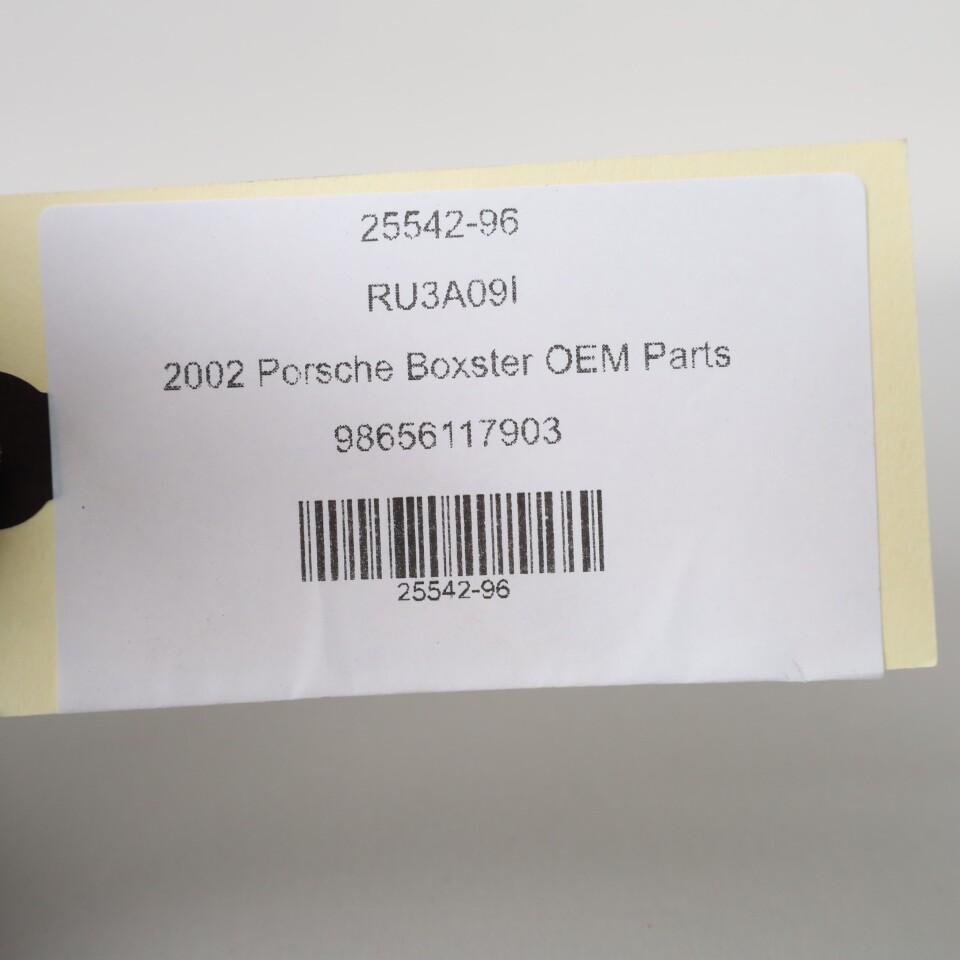 25542-96
RU3A09I
2002 Porsche Boxster OEM Parts
98656117903
25542-96